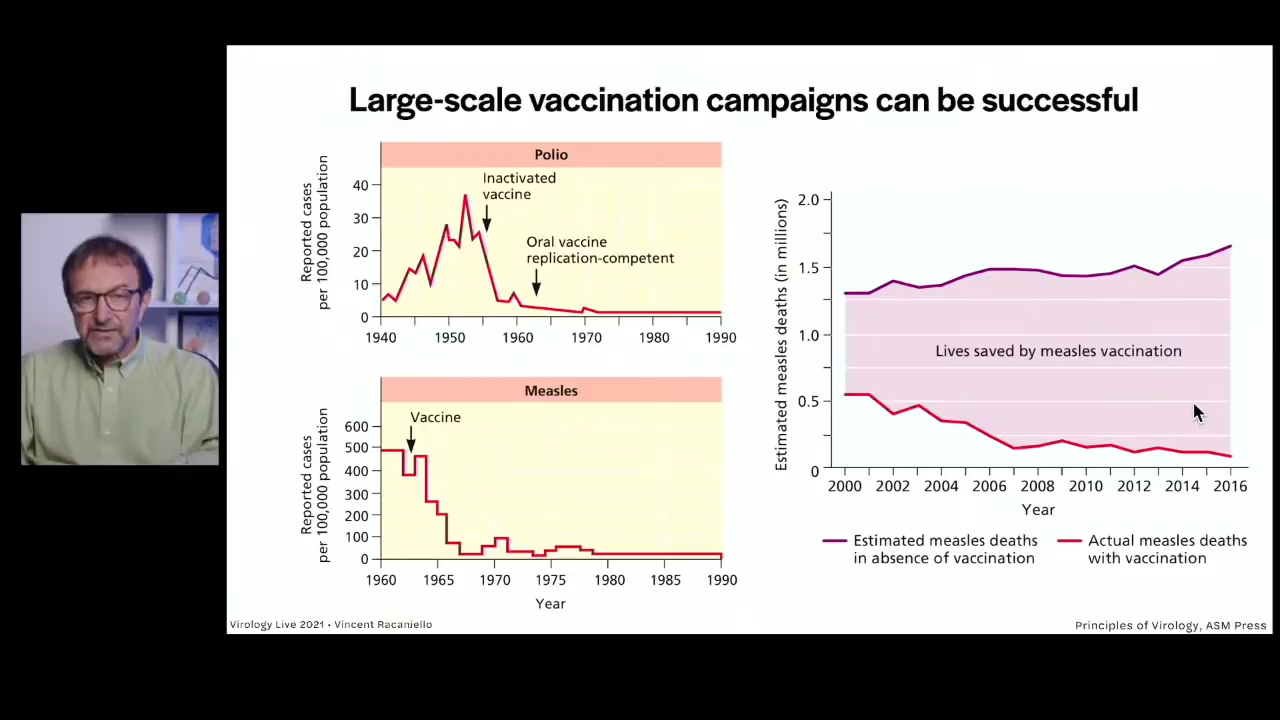 Large-scale vaccination campaigns can be successful
Polio
Reported cases
per 100,000 population
40
30
20
10
0
Inactivated
vaccine
Oral vaccine
replication-competent
1940
1950
1960
1970
1980
1990
Measles
Reported cases
per 100,000 population
600
500
400
300
200
100
0
Vaccine
1960
1965
1970
1975
1980
1985
1990
Year
Estimated measles deaths (in millions)
2.0
1.5
1.0
0.5
0
Lives saved by measles vaccination
2000
2002
2004
2006
2008
2010
2012
2014
2016
Year
Estimated measles deaths
in absence of vaccination
Actual measles deaths
with vaccination
Virology Live 2021 • Vincent Racaniello
Principles of Virology, ASM Press